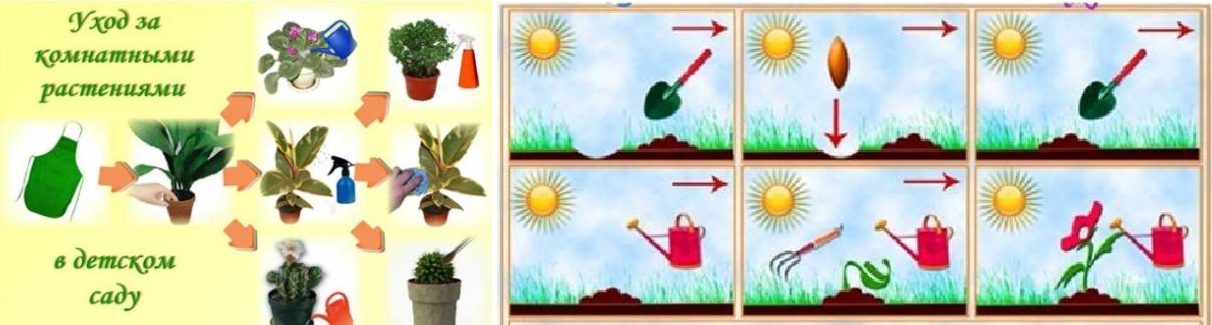 Уход за
комнатными
растениями
в детском
саду